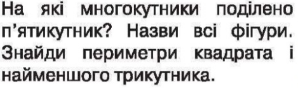 На які многокутники поділено
п'ятикутник? Назви всі фігури.
Знайди периметри квадрата і
найменшого трикутника.